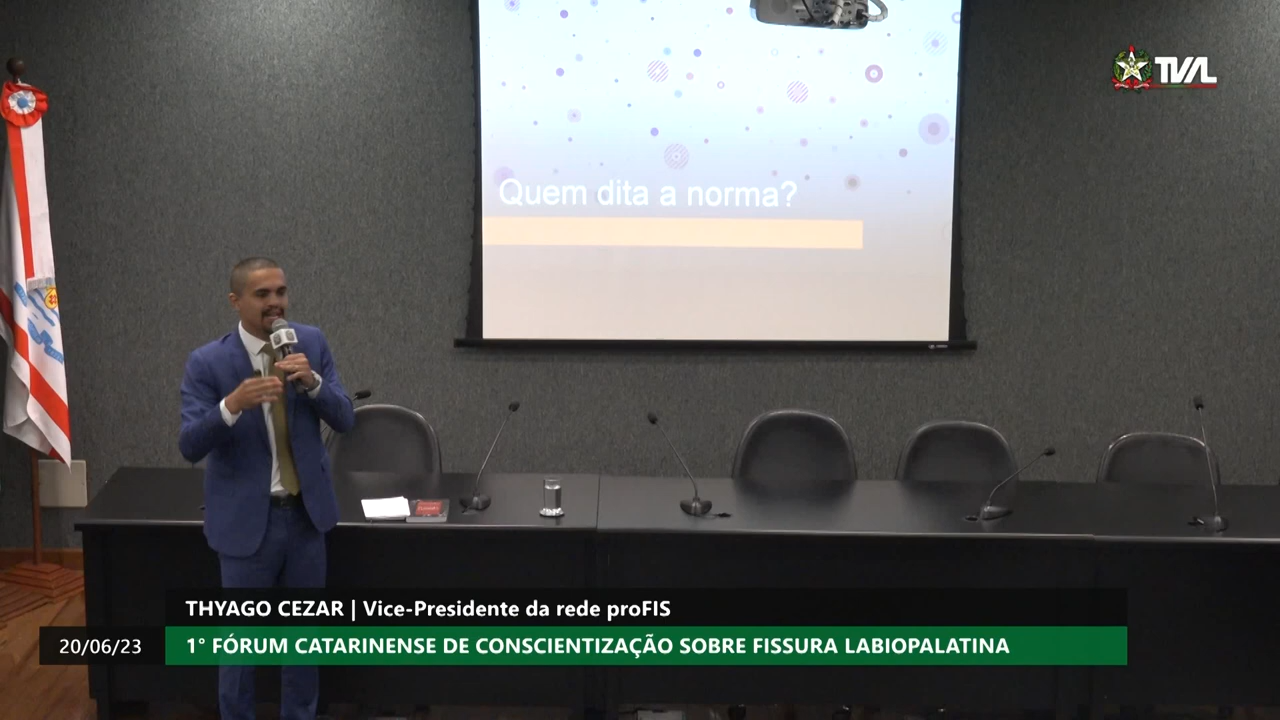 TVAL
Quem dita a norma?
THYAGO CEZAR | Vice-Presidente da rede proFIS
20/06/23
1° FÓRUM CATARINENSE DE CONSCIENTIZAÇÃO SOBRE FISSURA LABIOPALATINA